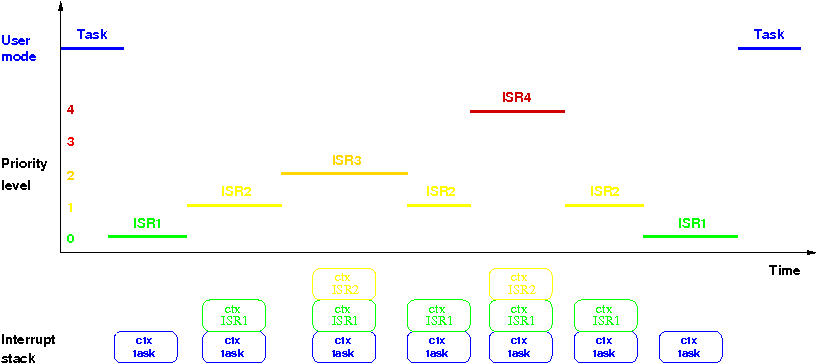 Task
Task
User
mode
4
ISR4
3
Priority
level
ISR3
2
ISR2
ISR2
ISR2
1
ISR1
ISR1
0
Time
ctx
ISR2
ctx
ISR2
ctx
ISR1
ctx
ISR1
ctx
ISR1
ctx
ISR1
ctx
ISR1
Interrupt
stack
ctx
task
ctx
task
ctx
task
ctx
task
ctx
task
ctx
task
ctx
task